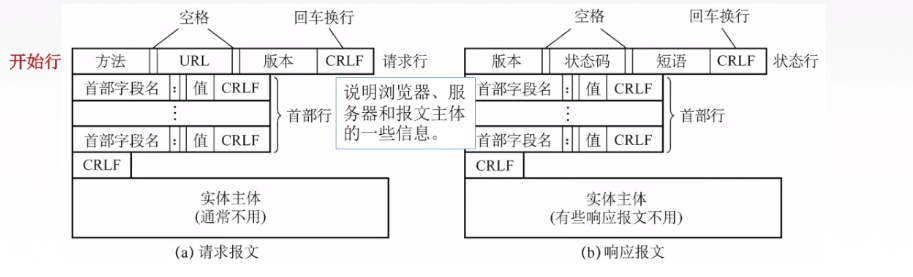 空格 回车换行
开始行 方法 URL 版本 CRLF 请求行
首部字段名 : 值 CRLF
⋮
首部字段名 : 值 CRLF
首部行
CRLF
实体主体
(通常不用)
(a) 请求报文
说明浏览器、服
务器和报文主体
的一些信息。
空格 回车换行
版本 状态码 短语 CRLF 状态行
首部字段名 : 值 CRLF
⋮
首部字段名 : 值 CRLF
首部行
CRLF
实体主体
(有些响应报文不用)
(b) 响应报文